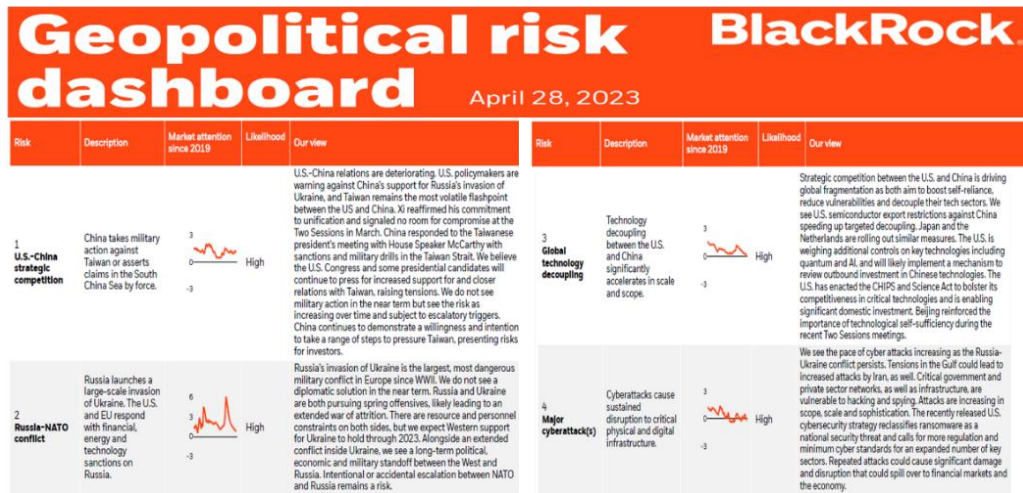 Geopolitical risk
dashboard
April 28, 2023
BlackRock.
Risk
Description
Market attention
since 2019
Likelihood
Our view
1
U.S.-China
strategic
competition
China takes military
action against
Taiwan or asserts
claims in the South
China Sea by force.
3
0
-3
High
U.S.-China relations are deteriorating. U.S. policymakers are
warning against China's support for Russia's invasion of
Ukraine, and Taiwan remains the most volatile flashpoint
between the US and China. Xi reaffirmed his commitment
to unification and signaled no room for compromise at the
Two Sessions in March. China responded to the Taiwanese
president's meeting with House Speaker McCarthy with
sanctions and military drills in the Taiwan Strait. We believe
the U.S. Congress and some presidential candidates will
continue to press for increased support for and closer
relations with Taiwan, raising tensions. We do not see
military action in the near term but see the risk as
increasing over time and subject to escalatory triggers.
China continues to demonstrate a willingness and intention
to take a range of steps to pressure Taiwan, presenting risks
for investors.
2
Russia-NATO
conflict
Russia launches a
large-scale invasion
of Ukraine. The U.S.
and EU respond
with financial,
energy and
technology
sanctions on
Russia.
6
3
0
-3
High
Russia's invasion of Ukraine is the largest, most dangerous
military conflict in Europe since WWII. We do not see a
diplomatic solution in the near term. Russia and Ukraine
are both pursuing spring offensives, likely leading to an
extended war of attrition. There are resource and personnel
constraints on both sides, but we expect Western support
for Ukraine to hold through 2023. Alongside an extended
conflict inside Ukraine, we see a long-term political,
economic and military standoff between the West and
Russia. Intentional or accidental escalation between NATO
and Russia remains a risk.
Risk
Description
Market attention
since 2019
Likelihood
Our view
3
Global
technology
decoupling
Technology
decoupling
between the U.S.
and China
significantly
accelerates in scale
and scope.
3
0
-3
High
Strategic competition between the U.S. and China is driving
global fragmentation as both aim to boost self-reliance,
reduce vulnerabilities and decouple their tech sectors. We
see U.S. semiconductor export restrictions against China
speeding up targeted decoupling. Japan and the
Netherlands are rolling out similar measures. The U.S. is
weighing additional controls on key technologies including
quantum and AI, and will likely implement a mechanism to
review outbound investment in Chinese technologies. The
U.S. has enacted the CHIPS and Science Act to bolster its
competitiveness in critical technologies and is enabling
significant domestic investment. Beijing reinforced the
importance of technological self-sufficiency during the
recent Two Sessions meetings.
4
Major
cyberattack(s)
Cyberattacks cause
sustained
disruption to critical
physical and digital
infrastructure.
3
0
-3
High
We see the pace of cyber attacks increasing as the Russia-
Ukraine conflict persists. Tensions in the Gulf could lead to
increased attacks by Iran, as well. Critical government and
private sector networks, as well as infrastructure, are
vulnerable to hacking and spying. Attacks are increasing in
scope, scale and sophistication. The recently released U.S.
cybersecurity strategy reclassifies ransomware as a
national security threat and calls for more regulation and
minimum cyber standards for an expanded number of key
sectors. Repeated attacks could cause significant damage
and disruption that could spill over to financial markets and
the economy.